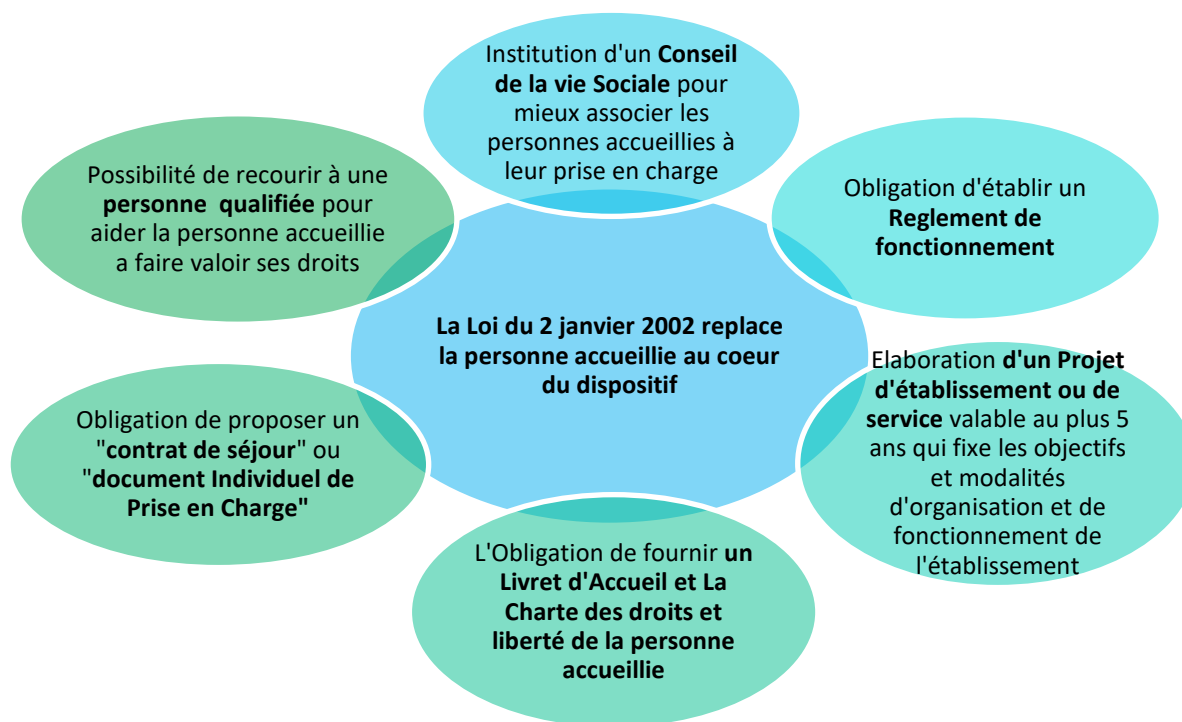 Institution d'un Conseil
de la vie Sociale pour
mieux associer les
personnes accueillies à
leur prise en charge
Obligation d'établir un
Reglement de
fonctionnement
Elaboration d'un Projet
d'établissement ou de
service valable au plus 5
ans qui fixe les objectifs
et modalités
d'organisation et de
fonctionnement de
l'établissement
L'Obligation de fournir un
Livret d'Accueil et La
Charte des droits et
liberté de la personne
accueillie
Obligation de proposer un
"contrat de séjour" ou
"document Individuel de
Prise en Charge"
Possibilité de recourir à une
personne  qualifiée pour
aider la personne accueillie
a faire valoir ses droits
La Loi du 2 janvier 2002 replace
la personne accueillie au coeur
du dispositif